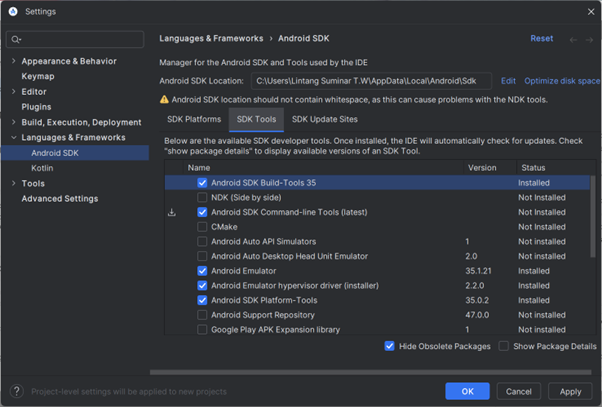 Settings
Languages & Frameworks › Android SDK
Reset
Appearance & Behavior
Keymap
Editor
Plugins
Build, Execution, Deployment
Languages & Frameworks
Android SDK
Kotlin
Tools
Advanced Settings
Manager for the Android SDK and Tools used by the IDE
Android SDK Location: C:\Users\Lintang Suminar T.W\AppData\Local\Android\Sdk Edit Optimize disk space
Android SDK location should not contain whitespace, as this can cause problems with the NDK tools.
SDK Platforms SDK Tools SDK Update Sites
Below are the available SDK developer tools. Once installed, the IDE will automatically check for updates. Check
"show package details" to display available versions of an SDK Tool.
Name Version Status
Android SDK Build-Tools 35 Installed
NDK (Side by side) Not Installed
Android SDK Command-line Tools (latest) Not Installed
CMake Not Installed
Android Auto API Simulators 1 Not installed
Android Auto Desktop Head Unit Emulator 2.0 Not installed
Android Emulator 35.1.21 Installed
Android Emulator hypervisor driver (installer) 2.2.0 Installed
Android SDK Platform-Tools 35.0.2 Installed
Android Support Repository 47.0.0 Not installed
Google Play APK Expansion library 1 Not installed
Hide Obsolete Packages Show Package Details
? Project-level settings will be applied to new projects
OK Cancel Apply